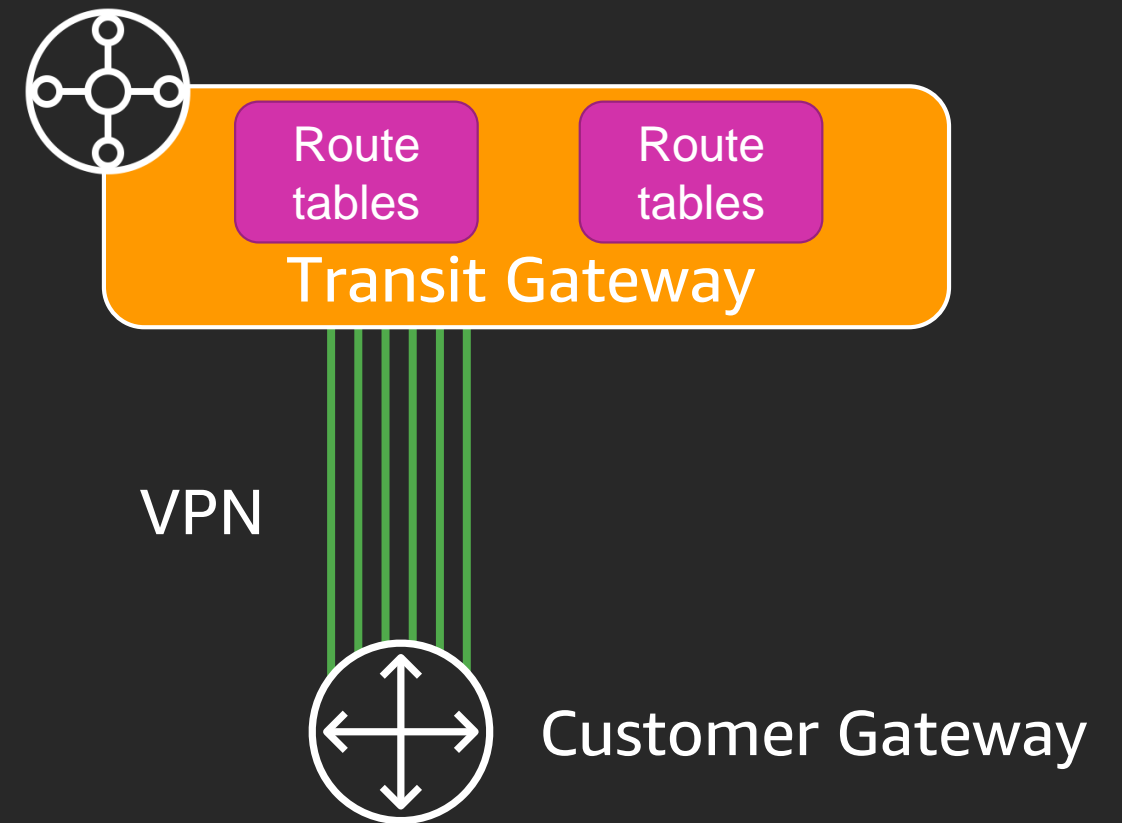 Route
tables
Route
tables
Transit Gateway
VPN
Customer Gateway